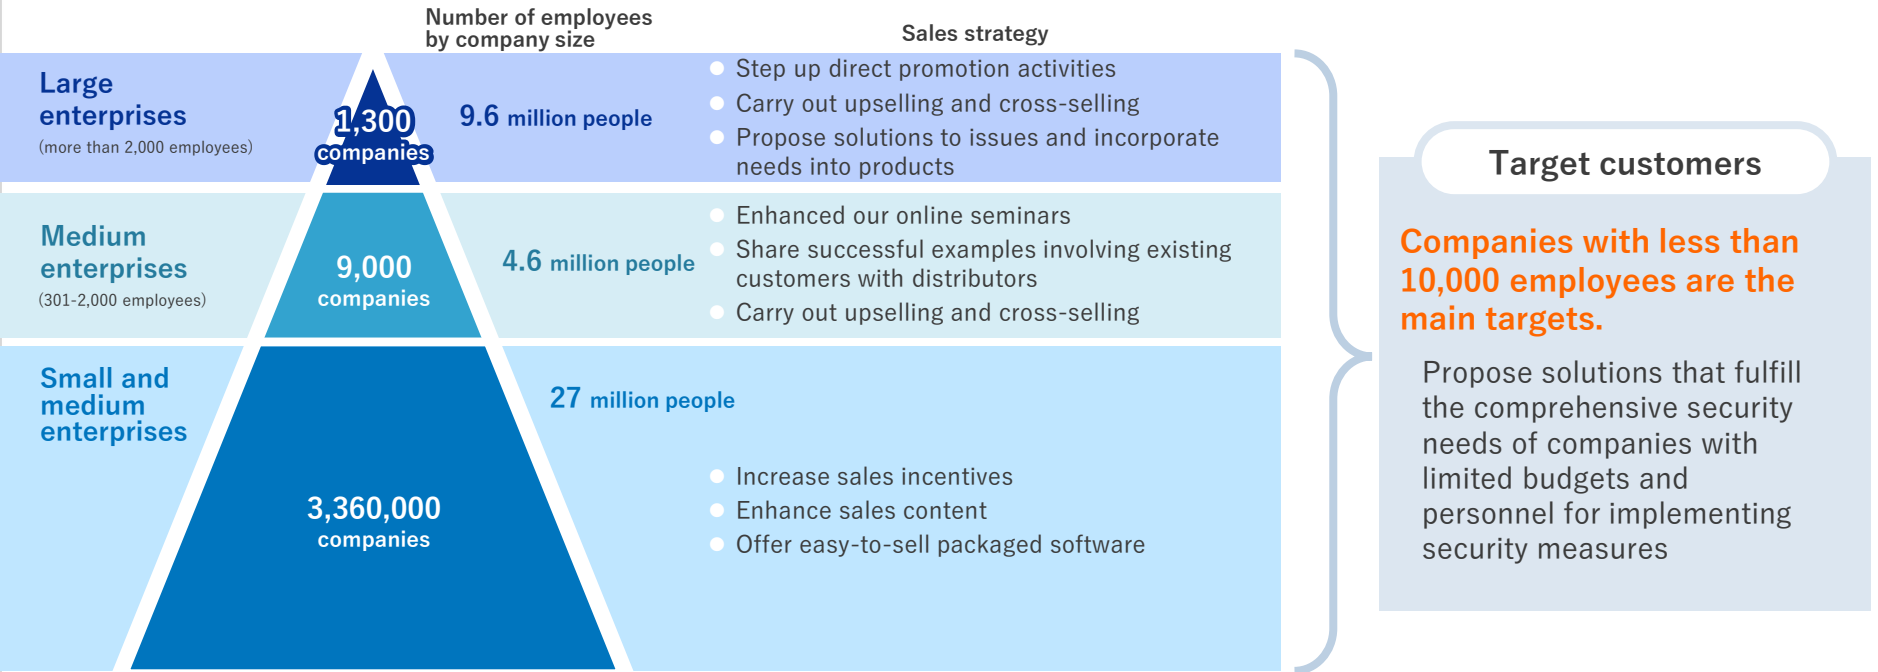 Number of employees
by company size
Sales strategy
Large
enterprises
(more than 2,000 employees)
1,300
companies
9.6 million people
Step up direct promotion activities
Carry out upselling and cross-selling
Propose solutions to issues and incorporate
needs into products
Medium
enterprises
(301-2,000 employees)
9,000
companies
4.6 million people
Enhanced our online seminars
Share successful examples involving existing
customers with distributors
Carry out upselling and cross-selling
Small and
medium
enterprises
3,360,000
companies
27 million people
Increase sales incentives
Enhance sales content
Offer easy-to-sell packaged software
Target customers
Companies with less than
10,000 employees are the
main targets.
Propose solutions that fulfill
the comprehensive security
needs of companies with
limited budgets and
personnel for implementing
security measures